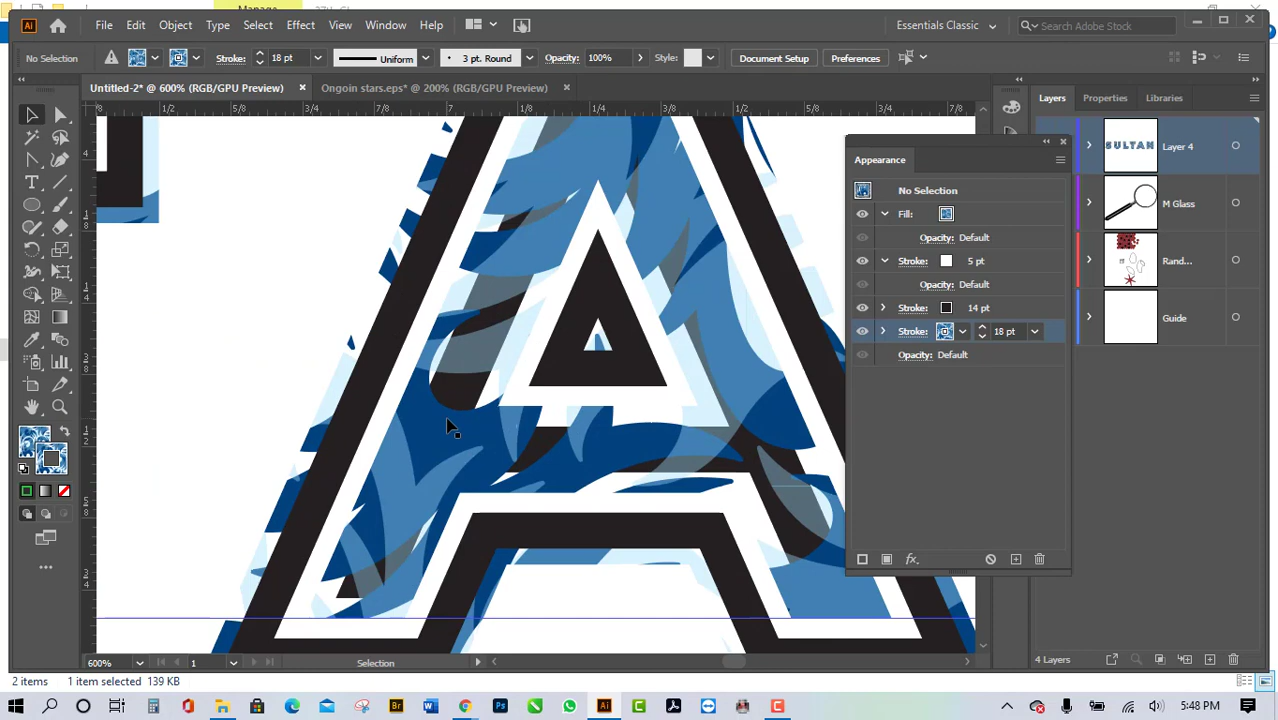 Manage
File Edit Object Type Select Effect View Window Help
Essentials Classic
Search Adobe Stock
No Selection
Stroke: 18 pt
Uniform
3 pt. Round
Opacity: 100%
Style:
Document Setup
Preferences
Untitled-2* @ 600% (RGB/GPU Preview) ×
Ongoin stars.eps* @ 200% (RGB/GPU Preview) ×
Layers Properties Libraries
SULTAN
Layer 4
M Glass
Rand...
Guide
Appearance
No Selection
Fill:
Opacity: Default
Stroke: 5 pt
Opacity: Default
Stroke: 14 pt
Stroke: 18 pt
Opacity: Default
fx.
A
600%
1
Selection
4 Layers
2 items 1 item selected 139 KB
5:48 PM